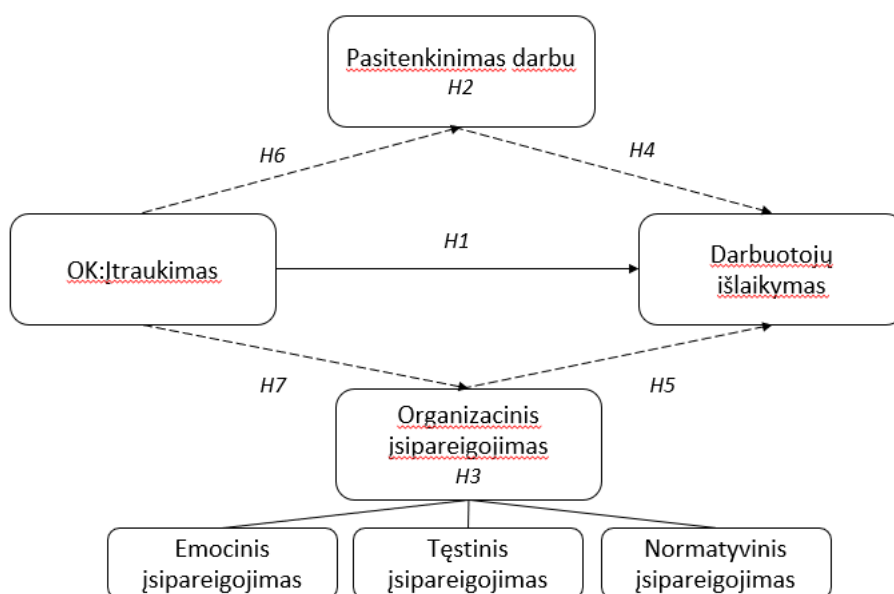 Pasitenkinimas darbu
H2
H6
H4
OK:Įtraukimas
H1
Darbuotojų
išlaikymas
H7
H5
Organizacinis
įsipareigojimas
H3
Emocinis
įsipareigojimas
Tęstinis
įsipareigojimas
Normatyvinis
įsipareigojimas